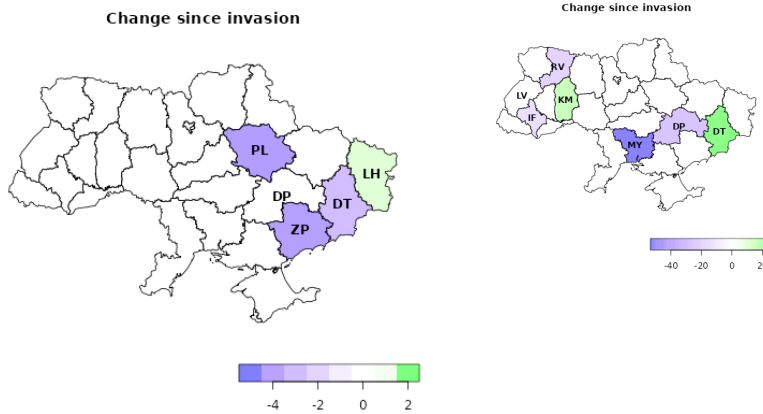 Change since invasion
PL
LH
DP
DT
ZP
-4 -2 0 2
Change since invasion
RV
LV
KM
IF
DP
DT
MY
-40 -20 0